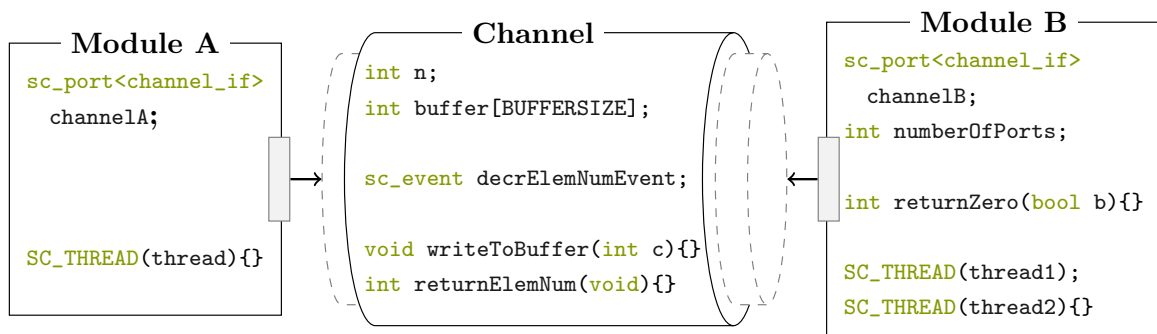 Module A
sc_port<channel_if>
channelA;
SC_THREAD(thread){}
Channel
int n;
int buffer[BUFFERSIZE];
sc_event decrElemNumEvent;
void writeToBuffer(int c){}
int returnElemNum(void){}
Module B
sc_port<channel_if>
channelB;
int numberOfPorts;
int returnZero(bool b){}
SC_THREAD(thread1);
SC_THREAD(thread2){}